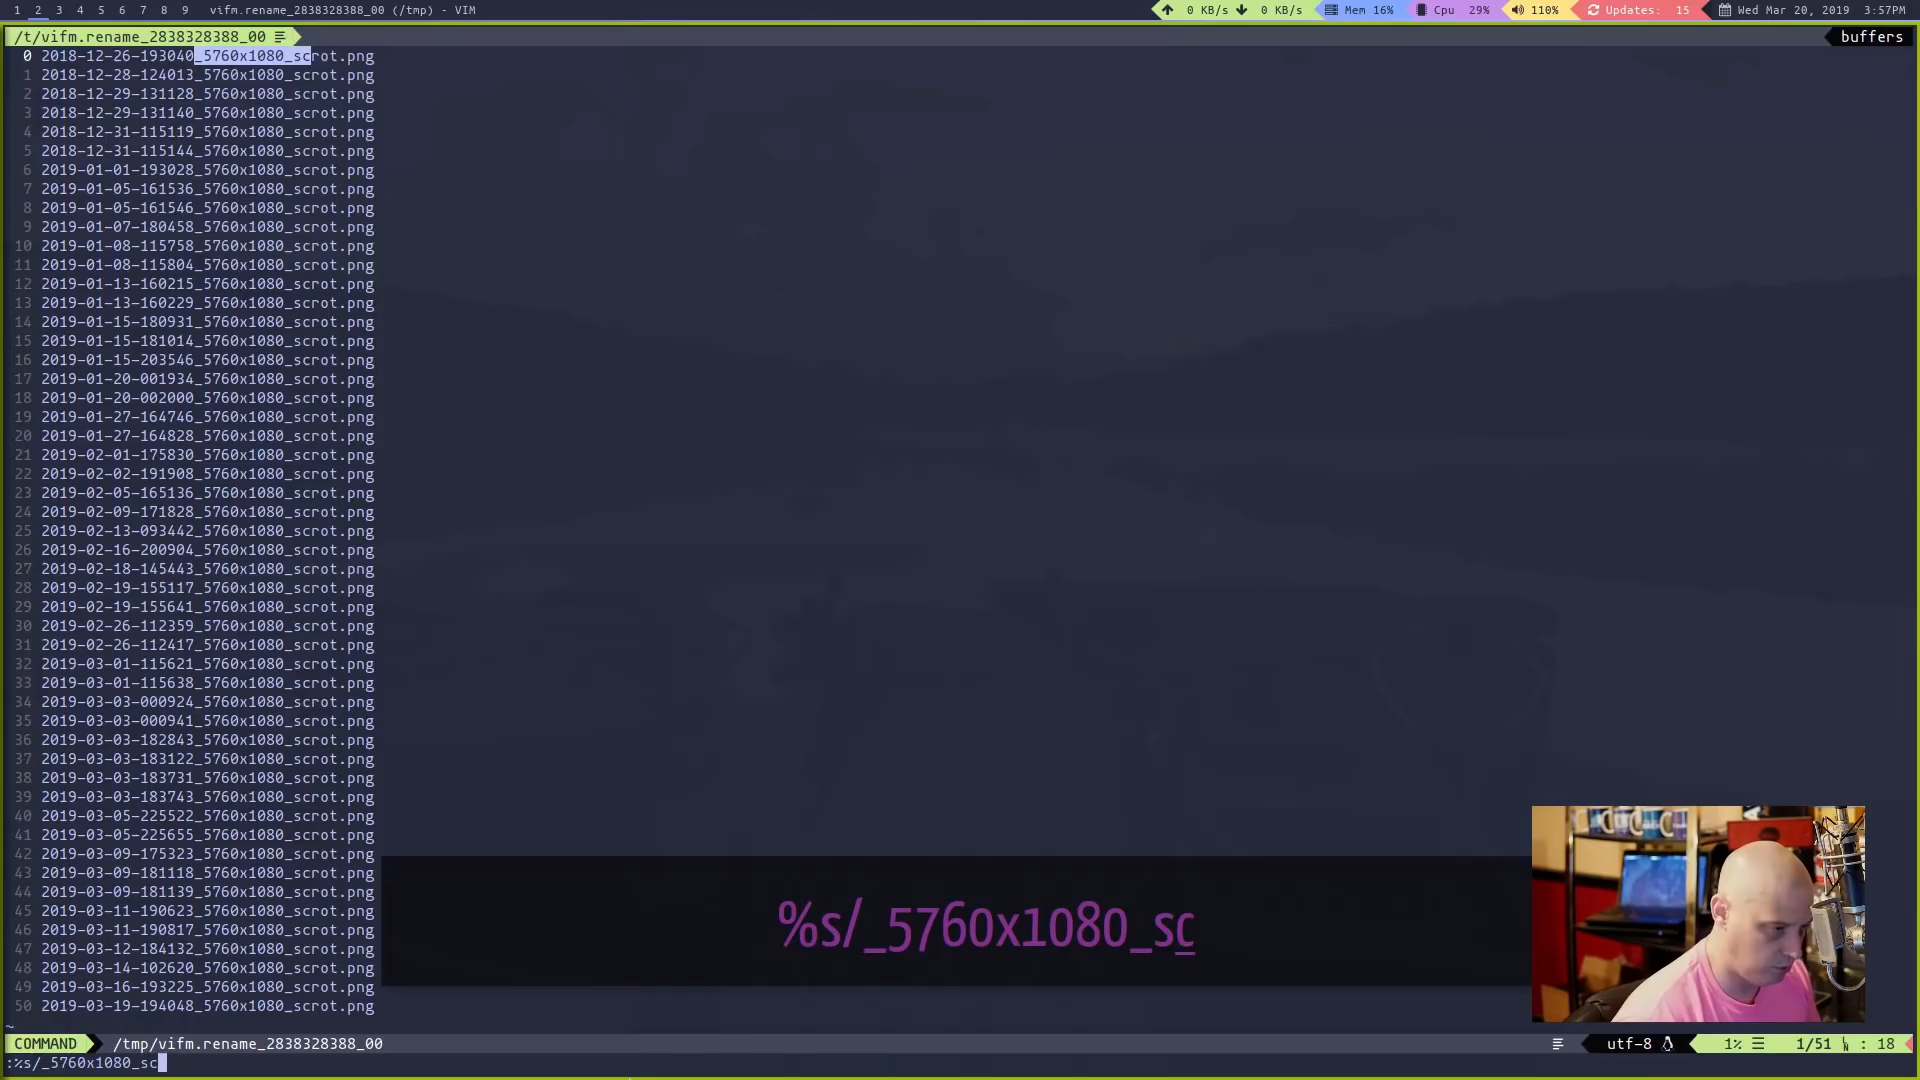 1 2 3 4 5 6 7 8 9 vifm.rename_2838328388_00 (/tmp) - VIM 0 KB/s 0 KB/s Mem 16% Cpu 29% 110% Updates: 15 Wed Mar 20, 2019 3:57PM
/t/vifm.rename_2838328388_00 buffers
0 2018-12-26-193040_5760x1080_scrot.png
1 2018-12-28-124013_5760x1080_scrot.png
2 2018-12-29-131128_5760x1080_scrot.png
3 2018-12-29-131140_5760x1080_scrot.png
4 2018-12-31-115119_5760x1080_scrot.png
5 2018-12-31-115144_5760x1080_scrot.png
6 2019-01-01-193028_5760x1080_scrot.png
7 2019-01-05-161536_5760x1080_scrot.png
8 2019-01-05-161546_5760x1080_scrot.png
9 2019-01-07-180458_5760x1080_scrot.png
10 2019-01-08-115758_5760x1080_scrot.png
11 2019-01-08-115804_5760x1080_scrot.png
12 2019-01-13-160215_5760x1080_scrot.png
13 2019-01-13-160229_5760x1080_scrot.png
14 2019-01-15-180931_5760x1080_scrot.png
15 2019-01-15-181014_5760x1080_scrot.png
16 2019-01-15-203546_5760x1080_scrot.png
17 2019-01-20-001934_5760x1080_scrot.png
18 2019-01-20-002000_5760x1080_scrot.png
19 2019-01-27-164746_5760x1080_scrot.png
20 2019-01-27-164828_5760x1080_scrot.png
21 2019-02-01-175830_5760x1080_scrot.png
22 2019-02-02-191908_5760x1080_scrot.png
23 2019-02-05-165136_5760x1080_scrot.png
24 2019-02-09-171828_5760x1080_scrot.png
25 2019-02-13-093442_5760x1080_scrot.png
26 2019-02-16-200904_5760x1080_scrot.png
27 2019-02-18-145443_5760x1080_scrot.png
28 2019-02-19-155117_5760x1080_scrot.png
29 2019-02-19-155641_5760x1080_scrot.png
30 2019-02-26-112359_5760x1080_scrot.png
31 2019-02-26-112417_5760x1080_scrot.png
32 2019-03-01-115621_5760x1080_scrot.png
33 2019-03-01-115638_5760x1080_scrot.png
34 2019-03-03-000924_5760x1080_scrot.png
35 2019-03-03-000941_5760x1080_scrot.png
36 2019-03-03-182843_5760x1080_scrot.png
37 2019-03-03-183122_5760x1080_scrot.png
38 2019-03-03-183731_5760x1080_scrot.png
39 2019-03-03-183743_5760x1080_scrot.png
40 2019-03-05-225522_5760x1080_scrot.png
41 2019-03-05-225655_5760x1080_scrot.png
42 2019-03-09-175323_5760x1080_scrot.png
43 2019-03-09-181118_5760x1080_scrot.png
44 2019-03-09-181139_5760x1080_scrot.png
45 2019-03-11-190623_5760x1080_scrot.png
46 2019-03-11-190817_5760x1080_scrot.png
47 2019-03-12-184132_5760x1080_scrot.png
48 2019-03-14-102620_5760x1080_scrot.png
49 2019-03-16-193225_5760x1080_scrot.png
50 2019-03-19-194048_5760x1080_scrot.png
~
%s/_5760x1080_sc
COMMAND /tmp/vifm.rename_2838328388_00 utf-8 1% 1/51 : 18
:%s/_5760x1080_sc